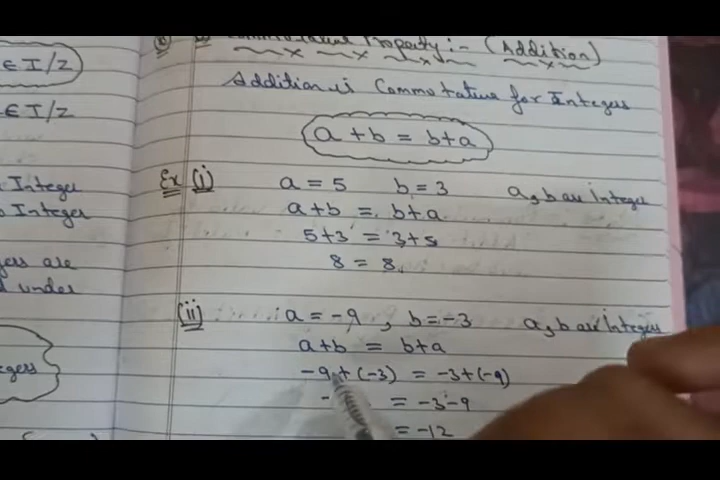 ∈ I/Z
∈ I/Z
Integer
Integer
are
under
Commutative Property :- (Addition)
Addition is Commutative for Integers
a + b = b+a
Ex (i) a = 5 b = 3 a, b are Integer
a+b = b+a
5+3 = 3+5
8 = 8
(ii) a = -9, b = -3 a, b are Integers
a+b = b+a
-9+(-3) = -3+(-9)
- = -3-9
= -12